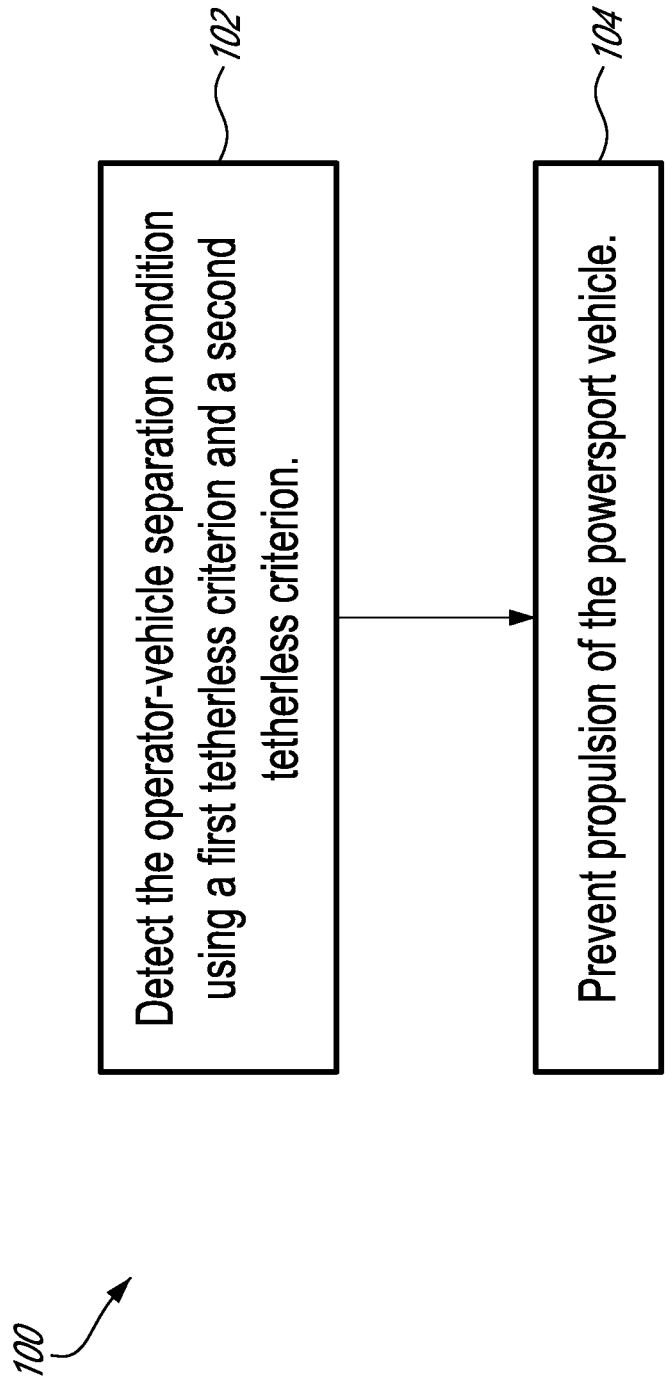 100
102
Detect the operator-vehicle separation condition
using a first tetherless criterion and a second
tetherless criterion.
104
Prevent propulsion of the powersport vehicle.